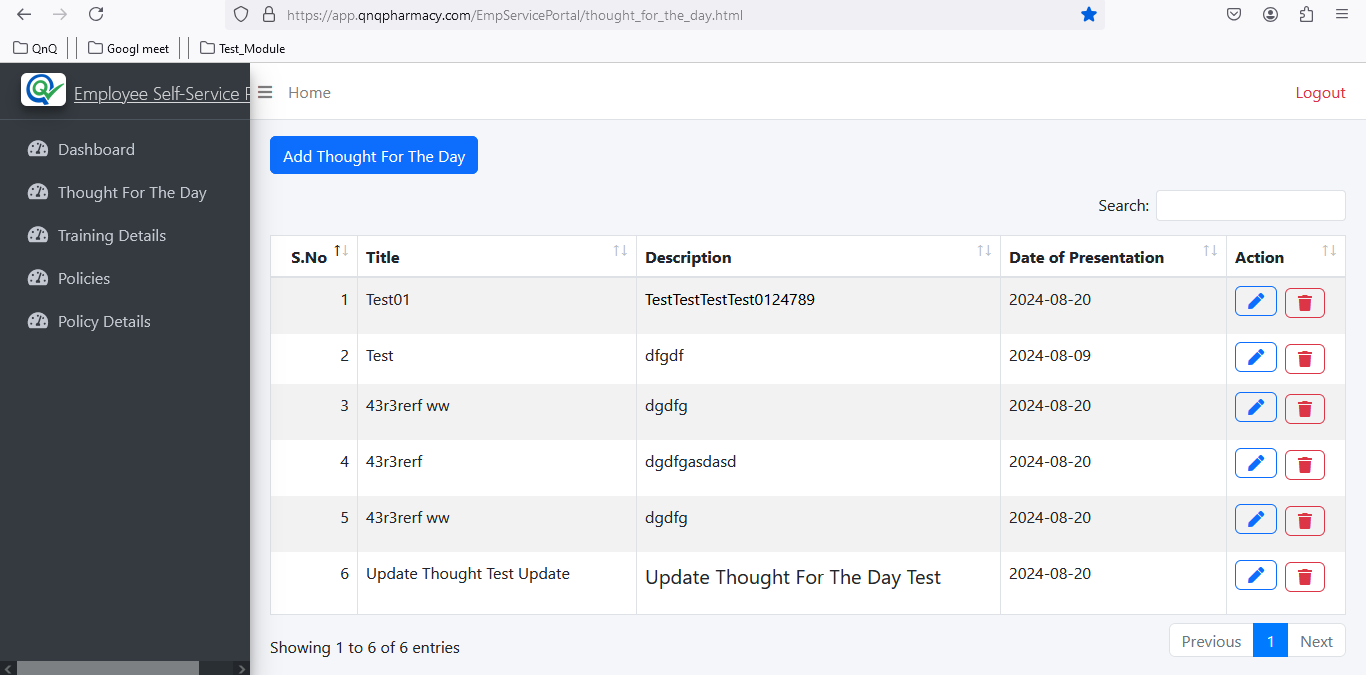 https://app.qnqpharmacy.com/EmpServicePortal/thought_for_the_day.html
QnQ Googl meet Test_Module
Employee Self-Service P Home Logout
Dashboard
Thought For The Day
Training Details
Policies
Policy Details
Add Thought For The Day
Search:
S.No Title Description Date of Presentation Action
1 Test01 TestTestTestTest0124789 2024-08-20
2 Test dfgdf 2024-08-09
3 43r3rerf ww dgdfg 2024-08-20
4 43r3rerf dgdfgasdasd 2024-08-20
5 43r3rerf ww dgdfg 2024-08-20
6 Update Thought Test Update Update Thought For The Day Test 2024-08-20
Showing 1 to 6 of 6 entries
Previous 1 Next